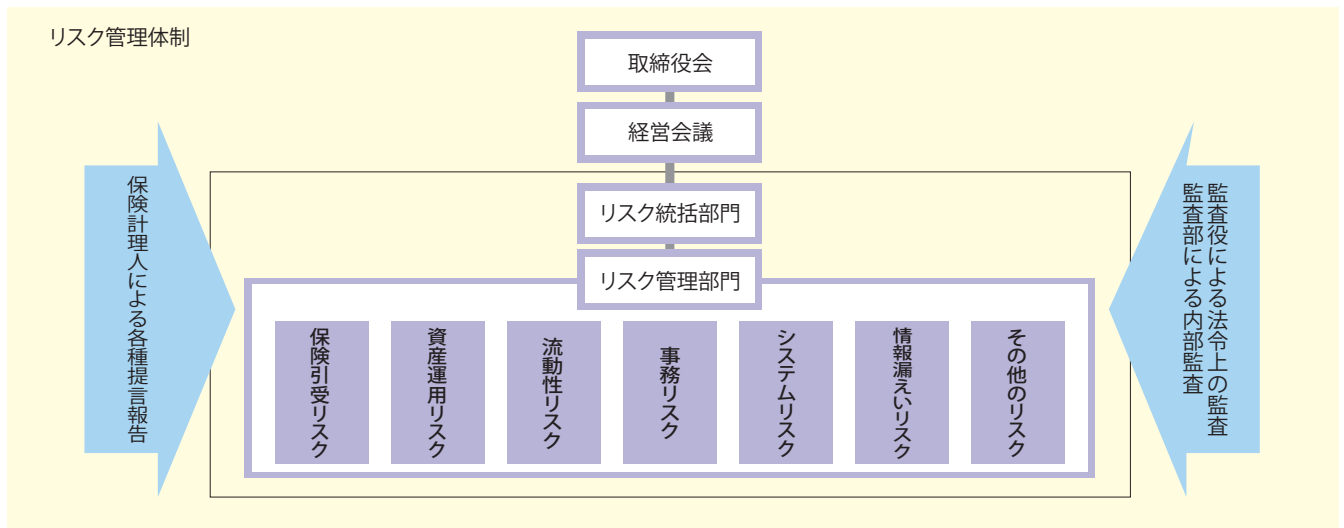 リスク管理体制
取締役会
経営会議
リスク統括部門
リスク管理部門
保険計理人による各種提言報告
保険引受リスク
資産運用リスク
流動性リスク
事務リスク
システムリスク
情報漏えいリスク
その他のリスク
監査役による法令上の監査
監査部による内部監査